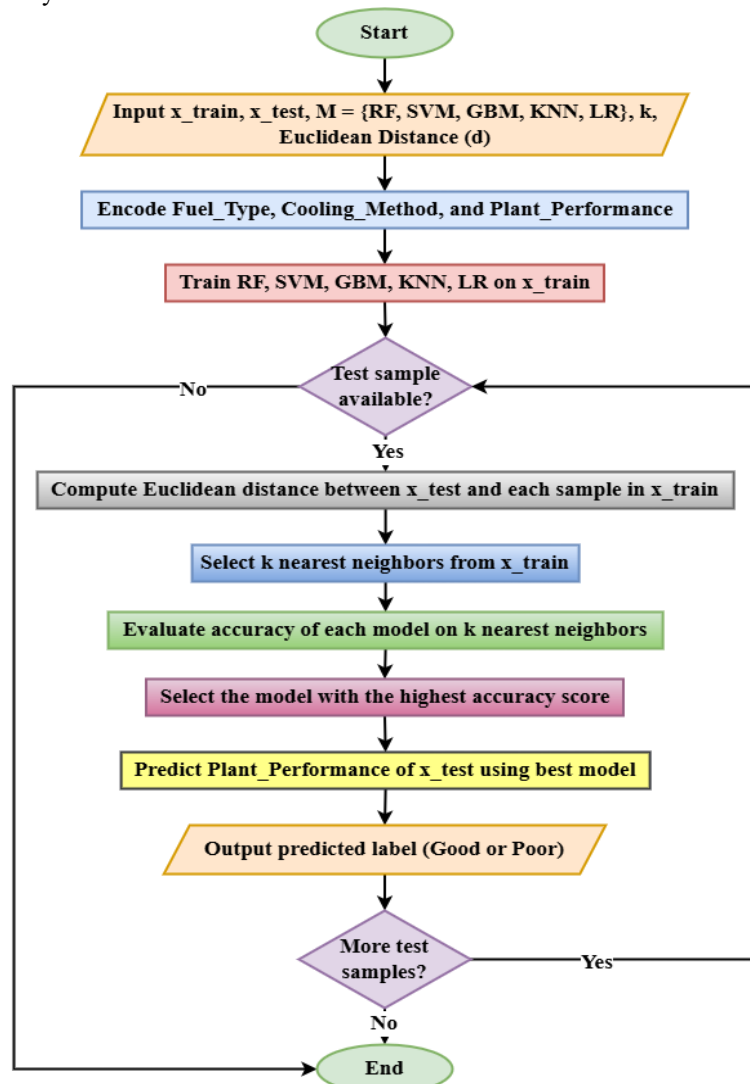 Start
Input x_train, x_test, M = {RF, SVM, GBM, KNN, LR}, k,
Euclidean Distance (d)
Encode Fuel_Type, Cooling_Method, and Plant_Performance
Train RF, SVM, GBM, KNN, LR on x_train
Test sample
available?
No
Yes
Compute Euclidean distance between x_test and each sample in x_train
Select k nearest neighbors from x_train
Evaluate accuracy of each model on k nearest neighbors
Select the model with the highest accuracy score
Predict Plant_Performance of x_test using best model
Output predicted label (Good or Poor)
More test
samples?
Yes
No
End